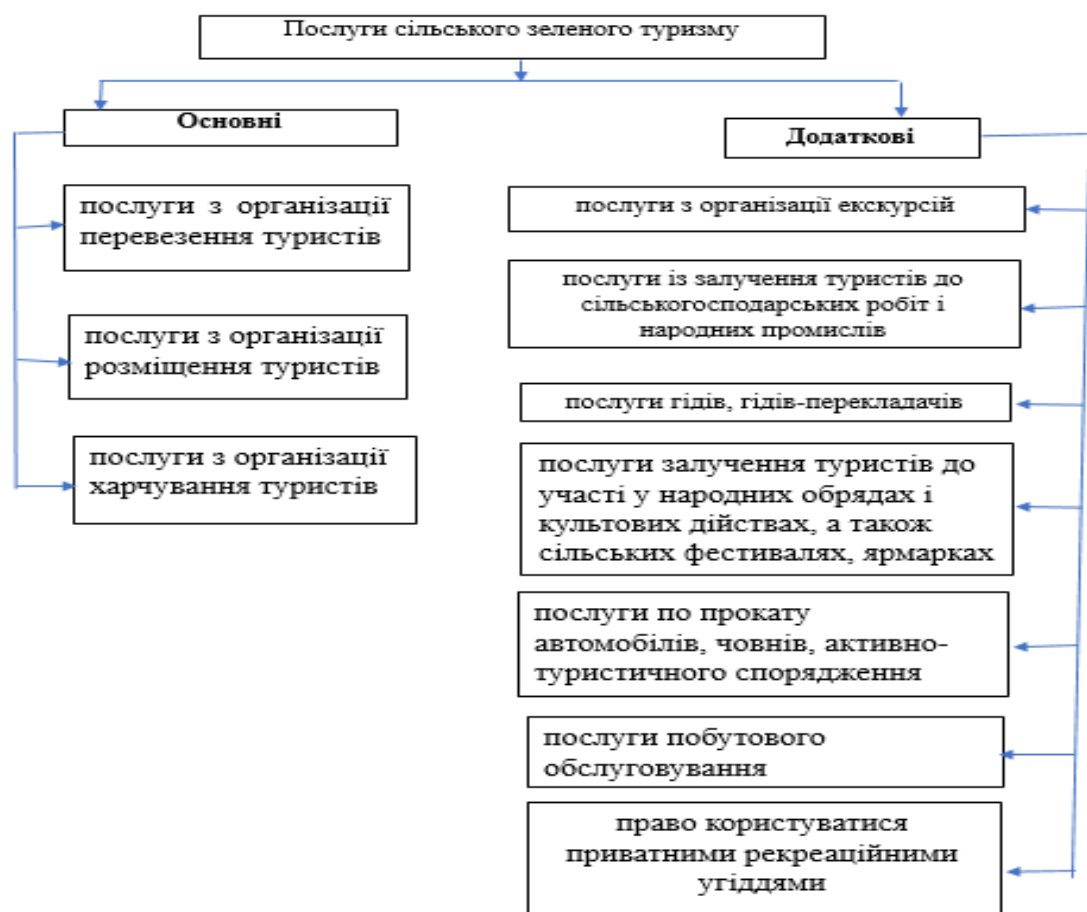 Послуги сільського зеленого туризму
Основні
послуги з організації
перевезення туристів
послуги з організації
розміщення туристів
послуги з організації
харчування туристів
Додаткові
послуги з організації екскурсій
послуги із залучення туристів до
сільськогосподарських робіт і
народних промислів
послуги гідів, гідів-перекладачів
послуги залучення туристів до
участі у народних обрядах і
культових дійствах, а також
сільських фестивалях, ярмарках
послуги по прокату
автомобілів, човнів, активно-
туристичного спорядження
послуги побутового
обслуговування
право користуватися
приватними рекреаційними
угіддями